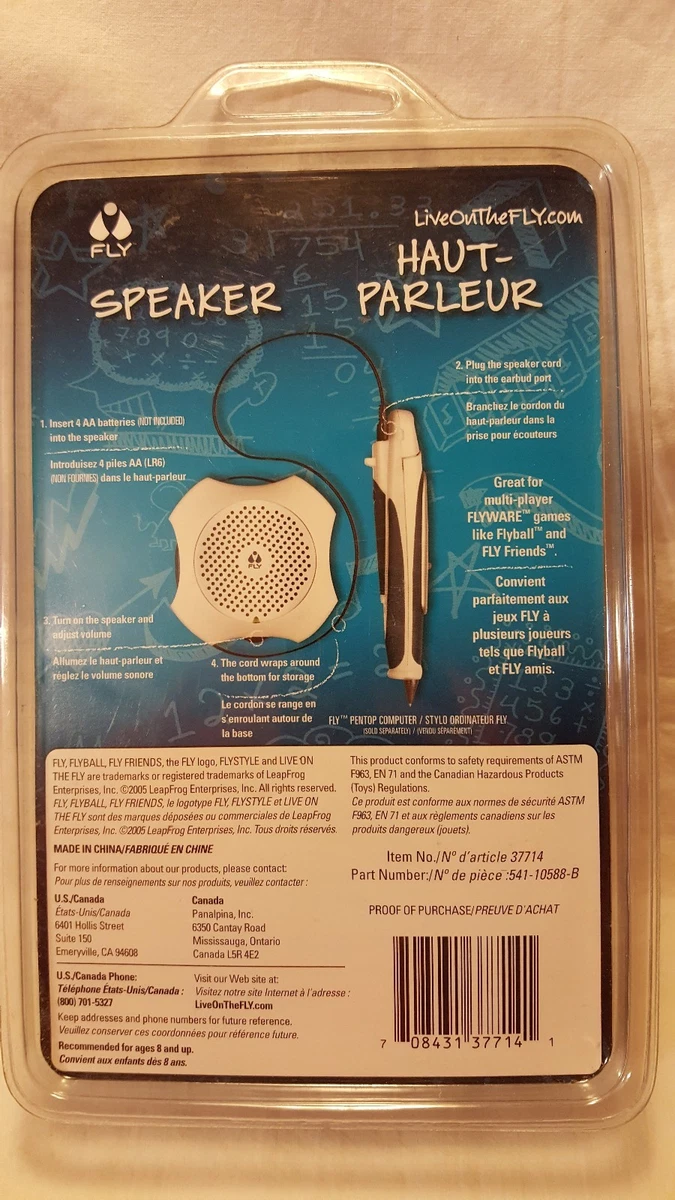 LiveOnTheFLY.com
FLY
SPEAKER
HAUT-
PARLEUR
1. Insert 4 AA batteries (NOT INCLUDED)
into the speaker
Introduisez 4 piles AA (LR6)
(NON FOURNIES) dans le haut-parleur
2. Plug the speaker cord
into the earbud port
Branchez le cordon du
haut-parleur dans la
prise pour écouteurs
Great for
multi-player
FLYWARE™ games
like Flyball™ and
FLY Friends™.
Convient
parfaitement aux
jeux FLY à
plusieurs joueurs
tels que Flyball
et FLY amis.
FLY
3. Turn on the speaker and
adjust volume
Allumez le haut-parleur et
réglez le volume sonore
4. The cord wraps around
the bottom for storage
Le cordon se range en
s'enroulant autour de
la base
FLY™ PENTOP COMPUTER / STYLO ORDINATEUR FLY
(SOLD SEPARATELY) / (VENDU SÉPARÉMENT)
FLY, FLYBALL, FLY FRIENDS, the FLY logo, FLYSTYLE and LIVE ON
THE FLY are trademarks or registered trademarks of LeapFrog
Enterprises, Inc. ©2005 LeapFrog Enterprises, Inc. All rights reserved.
FLY, FLYBALL, FLY FRIENDS, le logotype FLY, FLYSTYLE et LIVE ON
THE FLY sont des marques déposées ou commerciales de LeapFrog
Enterprises, Inc. ©2005 LeapFrog Enterprises, Inc. Tous droits réservés.
MADE IN CHINA/FABRIQUÉ EN CHINE
For more information about our products, please contact:
Pour plus de renseignements sur nos produits, veuillez contacter :
U.S./Canada
États-Unis/Canada
6401 Hollis Street
Suite 150
Emeryville, CA 94608
Canada
Panalpina, Inc.
6350 Cantay Road
Mississauga, Ontario
Canada L5R 4E2
U.S./Canada Phone:
Téléphone États-Unis/Canada :
(800) 701-5327
Visit our Web site at:
Visitez notre site Internet à l'adresse :
LiveOnTheFLY.com
Keep addresses and phone numbers for future reference.
Veuillez conserver ces coordonnées pour référence future.
Recommended for ages 8 and up.
Convient aux enfants dès 8 ans.
This product conforms to safety requirements of ASTM
F963, EN 71 and the Canadian Hazardous Products
(Toys) Regulations.
Ce produit est conforme aux normes de sécurité ASTM
F963, EN 71 et aux règlements canadiens sur les
produits dangereux (jouets).
Item No./N° d'article 37714
Part Number:/N° de pièce :541-10588-B
PROOF OF PURCHASE/PREUVE D'ACHAT
7 08431 37714 1